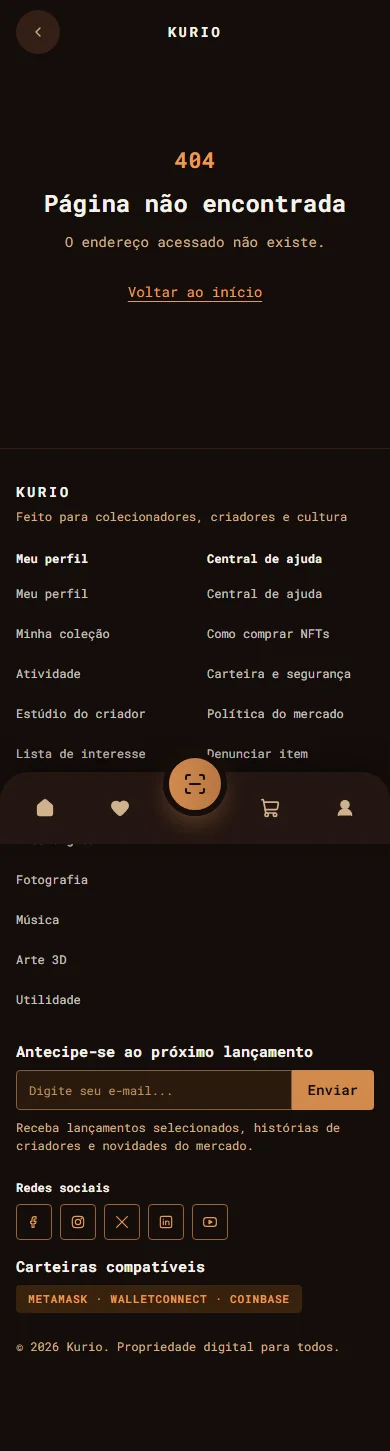 KURIO
404
Página não encontrada
O endereço acessado não existe.
Voltar ao início
KURIO
Feito para colecionadores, criadores e cultura
Meu perfil
Meu perfil
Minha coleção
Atividade
Estúdio do criador
Lista de interesse
Central de ajuda
Central de ajuda
Como comprar NFTs
Carteira e segurança
Política do mercado
Denunciar item
Fotografia
Música
Arte 3D
Utilidade
Antecipe-se ao próximo lançamento
Digite seu e-mail...
Enviar
Receba lançamentos selecionados, histórias de
criadores e novidades do mercado.
Redes sociais
Carteiras compatíveis
METAMASK · WALLETCONNECT · COINBASE
© 2026 Kurio. Propriedade digital para todos.